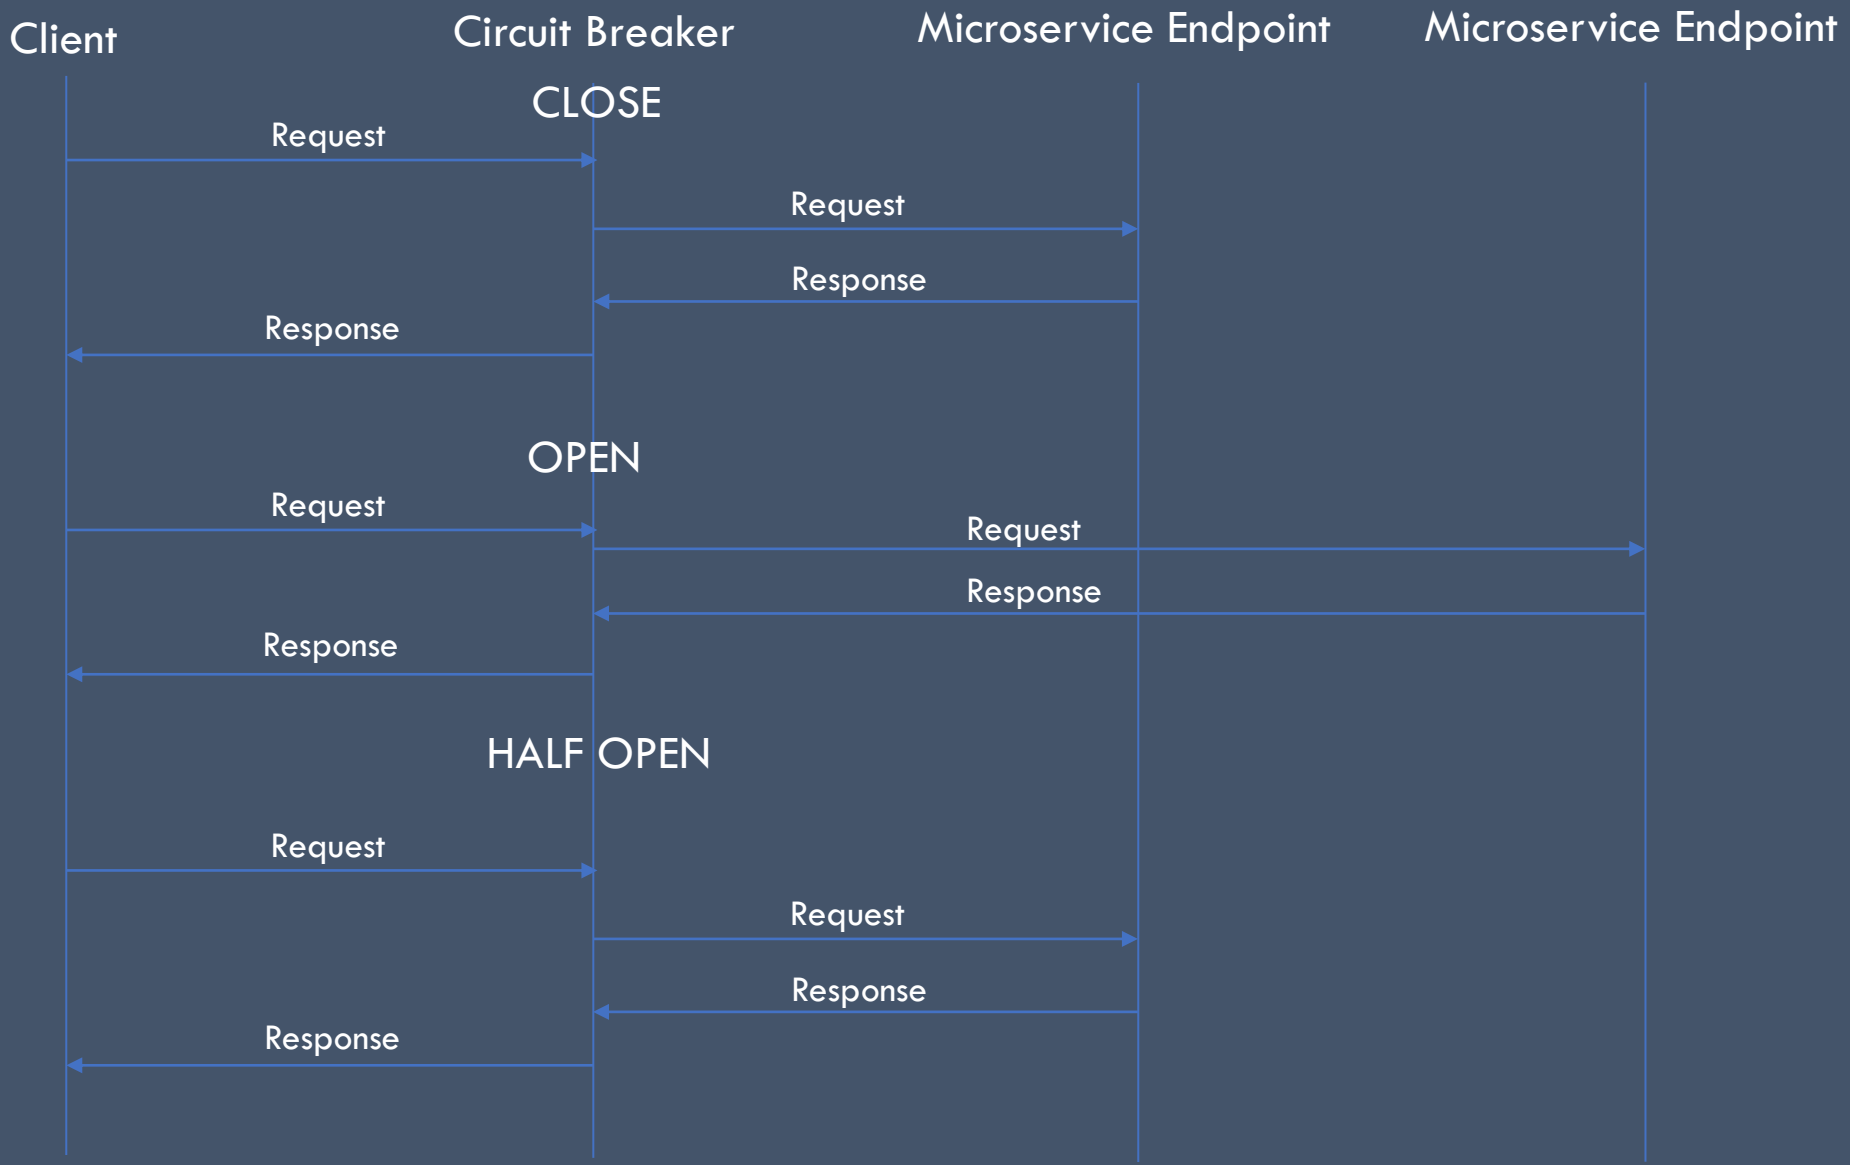 Client
Circuit Breaker
Microservice Endpoint
Microservice Endpoint
CLOSE
Request
Request
Response
Response
OPEN
Request
Request
Response
Response
HALF OPEN
Request
Request
Response
Response